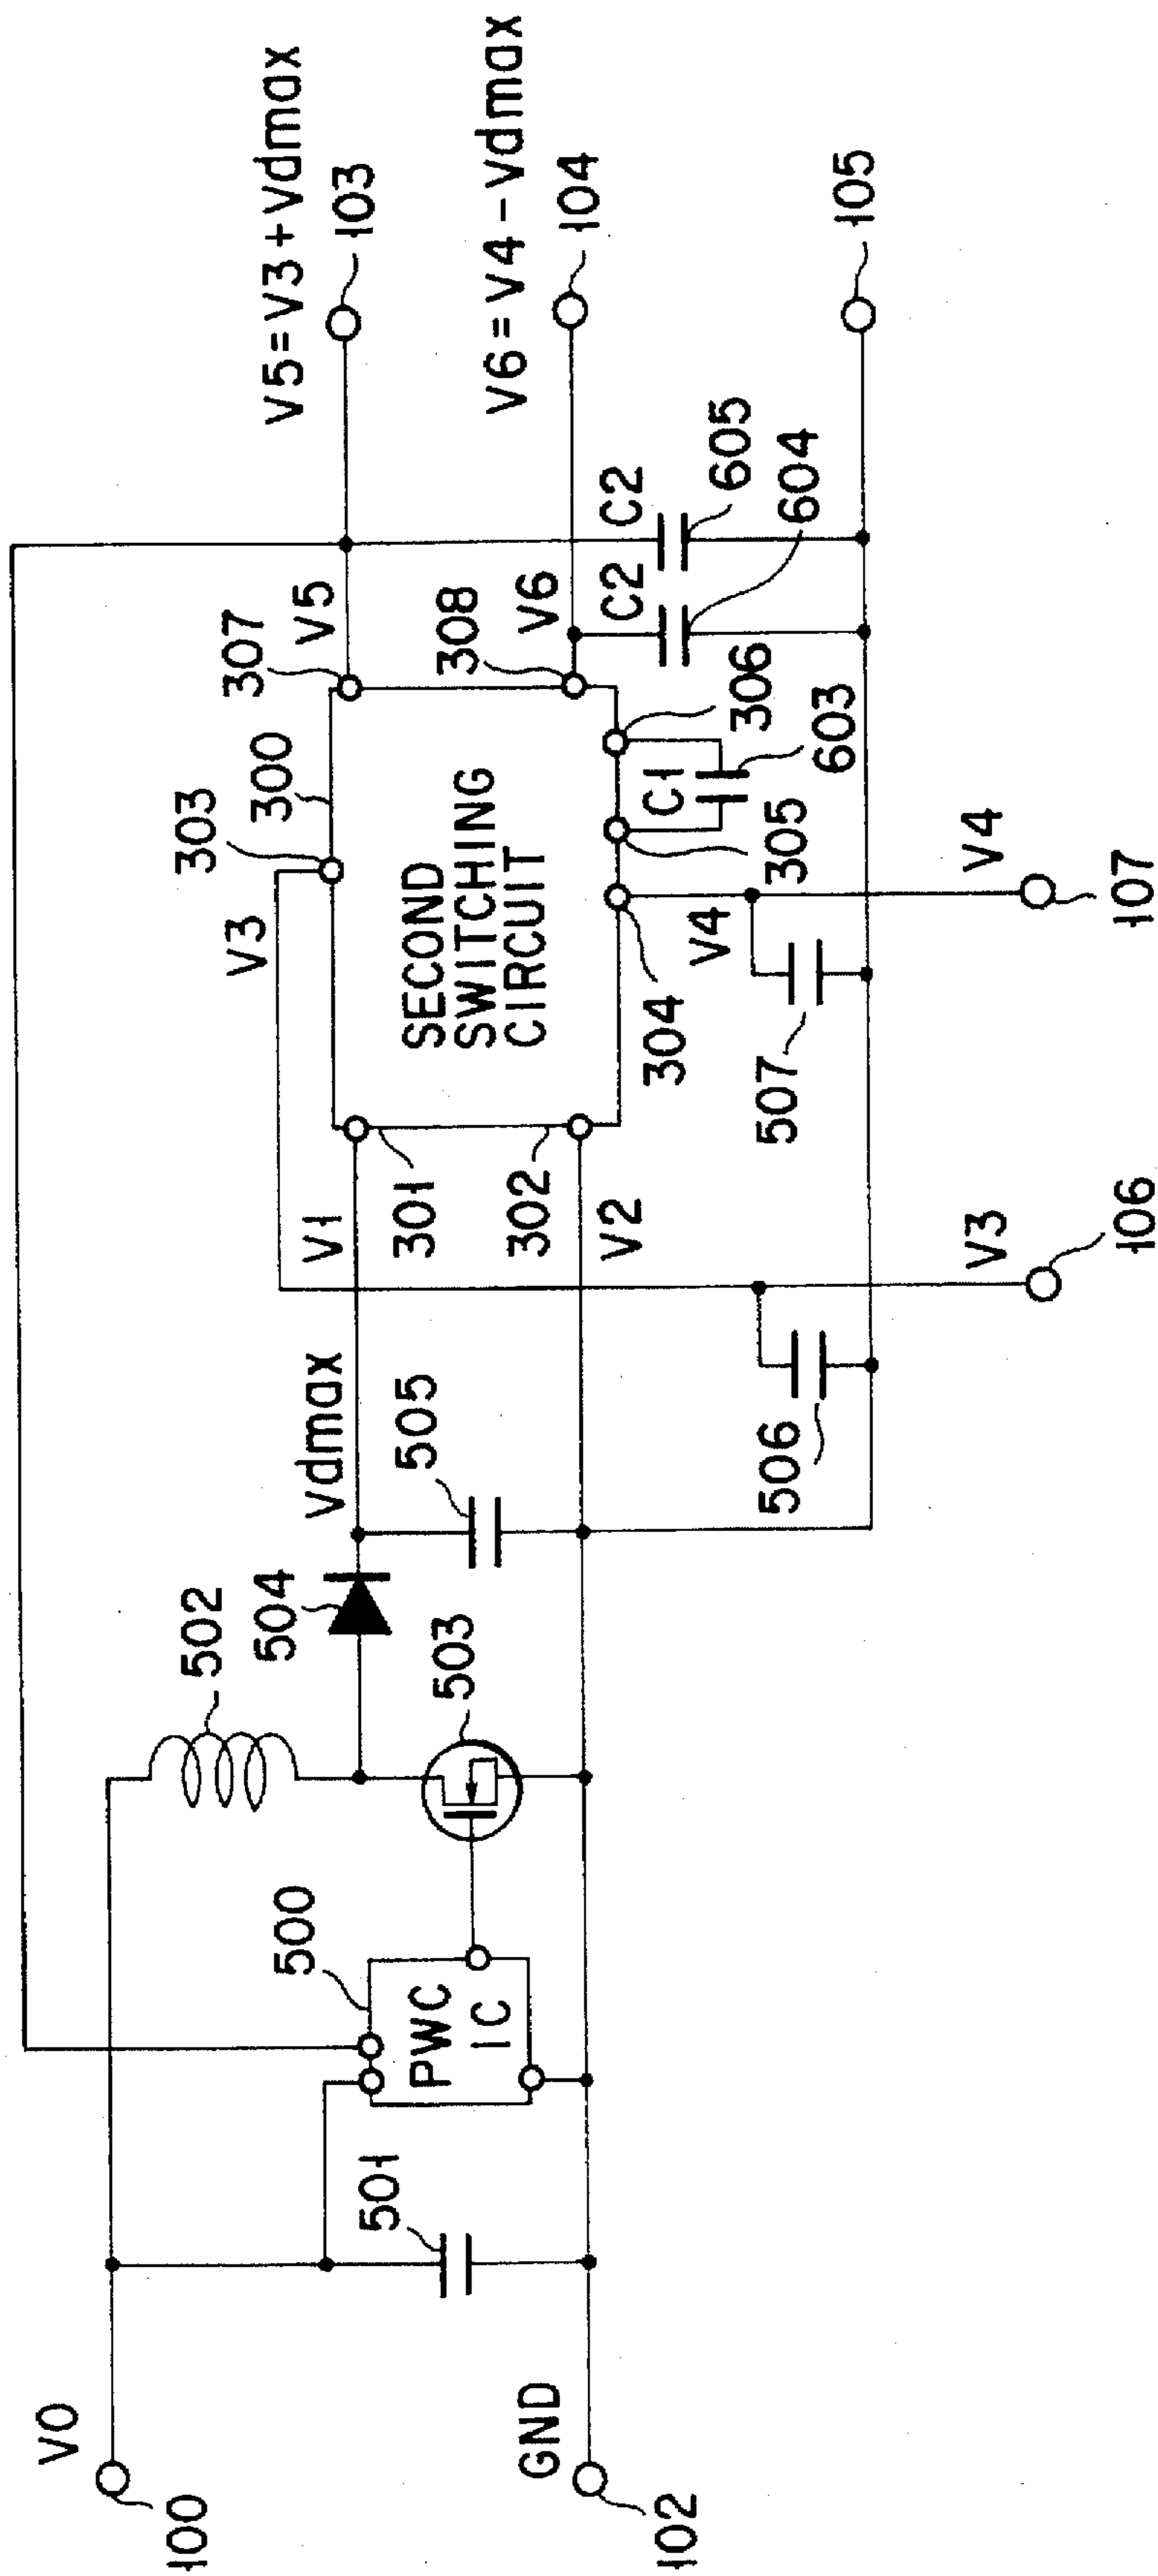 V5=V3+Vdmax
103
V6=V4-Vdmax
104
105
V0
100
GND
102
501
500
PWC
IC
502
503
504
Vdmax
505
V1
301
302
V2
V3
303
300
307
V5
SECOND
SWITCHING
CIRCUIT
308
V6
C2
605
C2
604
306
C1
603
305
304
V4
507
V4
107
506
V3
106